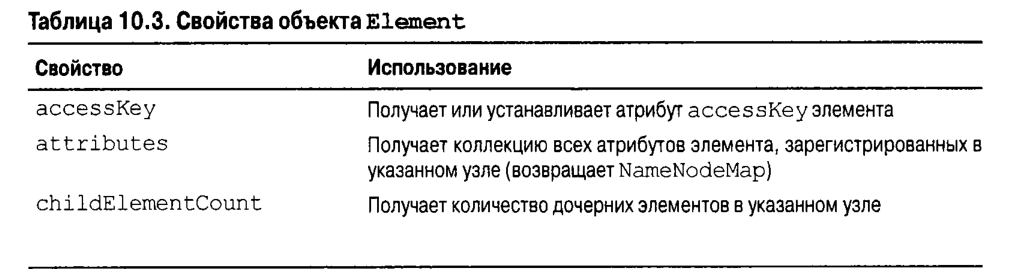 Таблица 10.3. Свойства объекта Element
Свойство Использование
accessKey Получает или устанавливает атрибут accessKey элемента
attributes Получает коллекцию всех атрибутов элемента, зарегистрированных в
указанном узле (возвращает NameNodeMap)
childElementCount Получает количество дочерних элементов в указанном узле